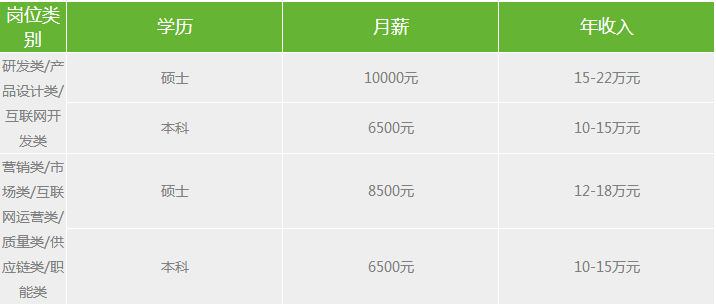 岗位类
别
学历
月薪
年收入
研发类/产
品设计类/
互联网开
发类
硕士
10000元
15-22万元
本科
6500元
10-15万元
营销类/市
场类/互联
网运营类/
质量类/供
应链类/职
能类
硕士
8500元
12-18万元
本科
6500元
10-15万元